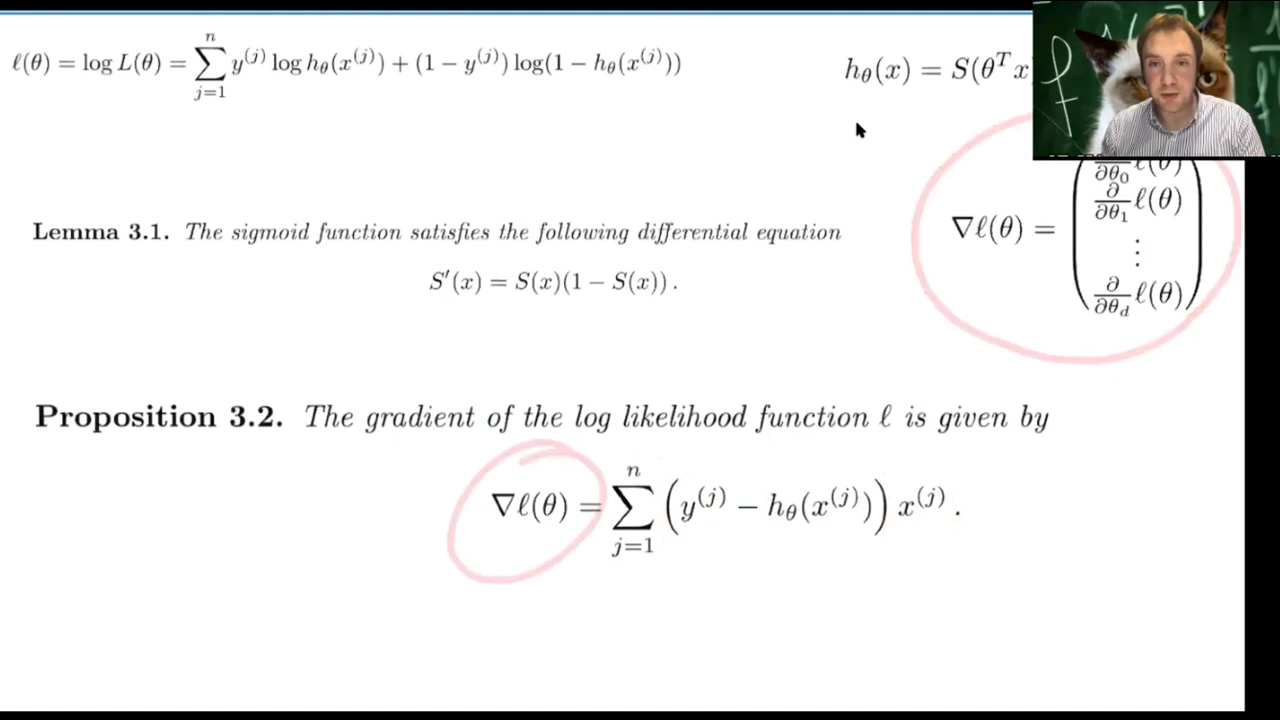 ℓ(θ) = log L(θ) = ∑_{j=1}^{n} y^{(j)} log h_θ(x^{(j)}) + (1 − y^{(j)}) log(1 − h_θ(x^{(j)}))
h_θ(x) = S(θ^T x
∇ℓ(θ) = ( ∂/∂θ_0 ℓ(θ)
∂/∂θ_1 ℓ(θ)
⋮
∂/∂θ_d ℓ(θ) )
Lemma 3.1. The sigmoid function satisfies the following differential equation
S′(x) = S(x)(1 − S(x)) .
Proposition 3.2. The gradient of the log likelihood function ℓ is given by
∇ℓ(θ) = ∑_{j=1}^{n} ( y^{(j)} − h_θ(x^{(j)}) ) x^{(j)} .